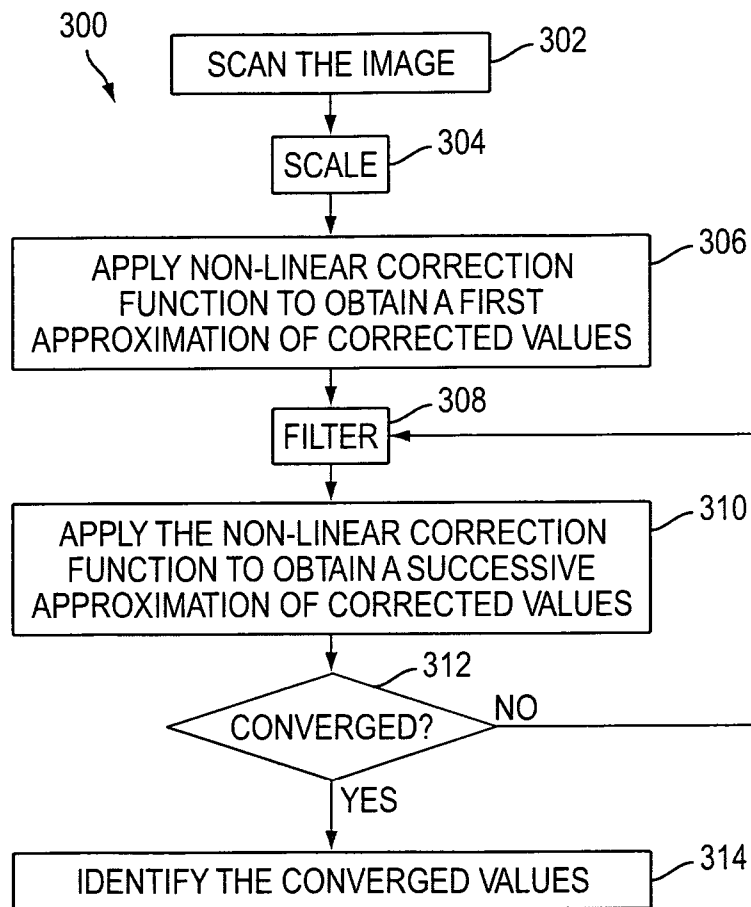 300
302
SCAN THE IMAGE
304
SCALE
306
APPLY NON-LINEAR CORRECTION
FUNCTION TO OBTAIN A FIRST
APPROXIMATION OF CORRECTED VALUES
308
FILTER
310
APPLY THE NON-LINEAR CORRECTION
FUNCTION TO OBTAIN A SUCCESSIVE
APPROXIMATION OF CORRECTED VALUES
312
CONVERGED?
NO
YES
314
IDENTIFY THE CONVERGED VALUES